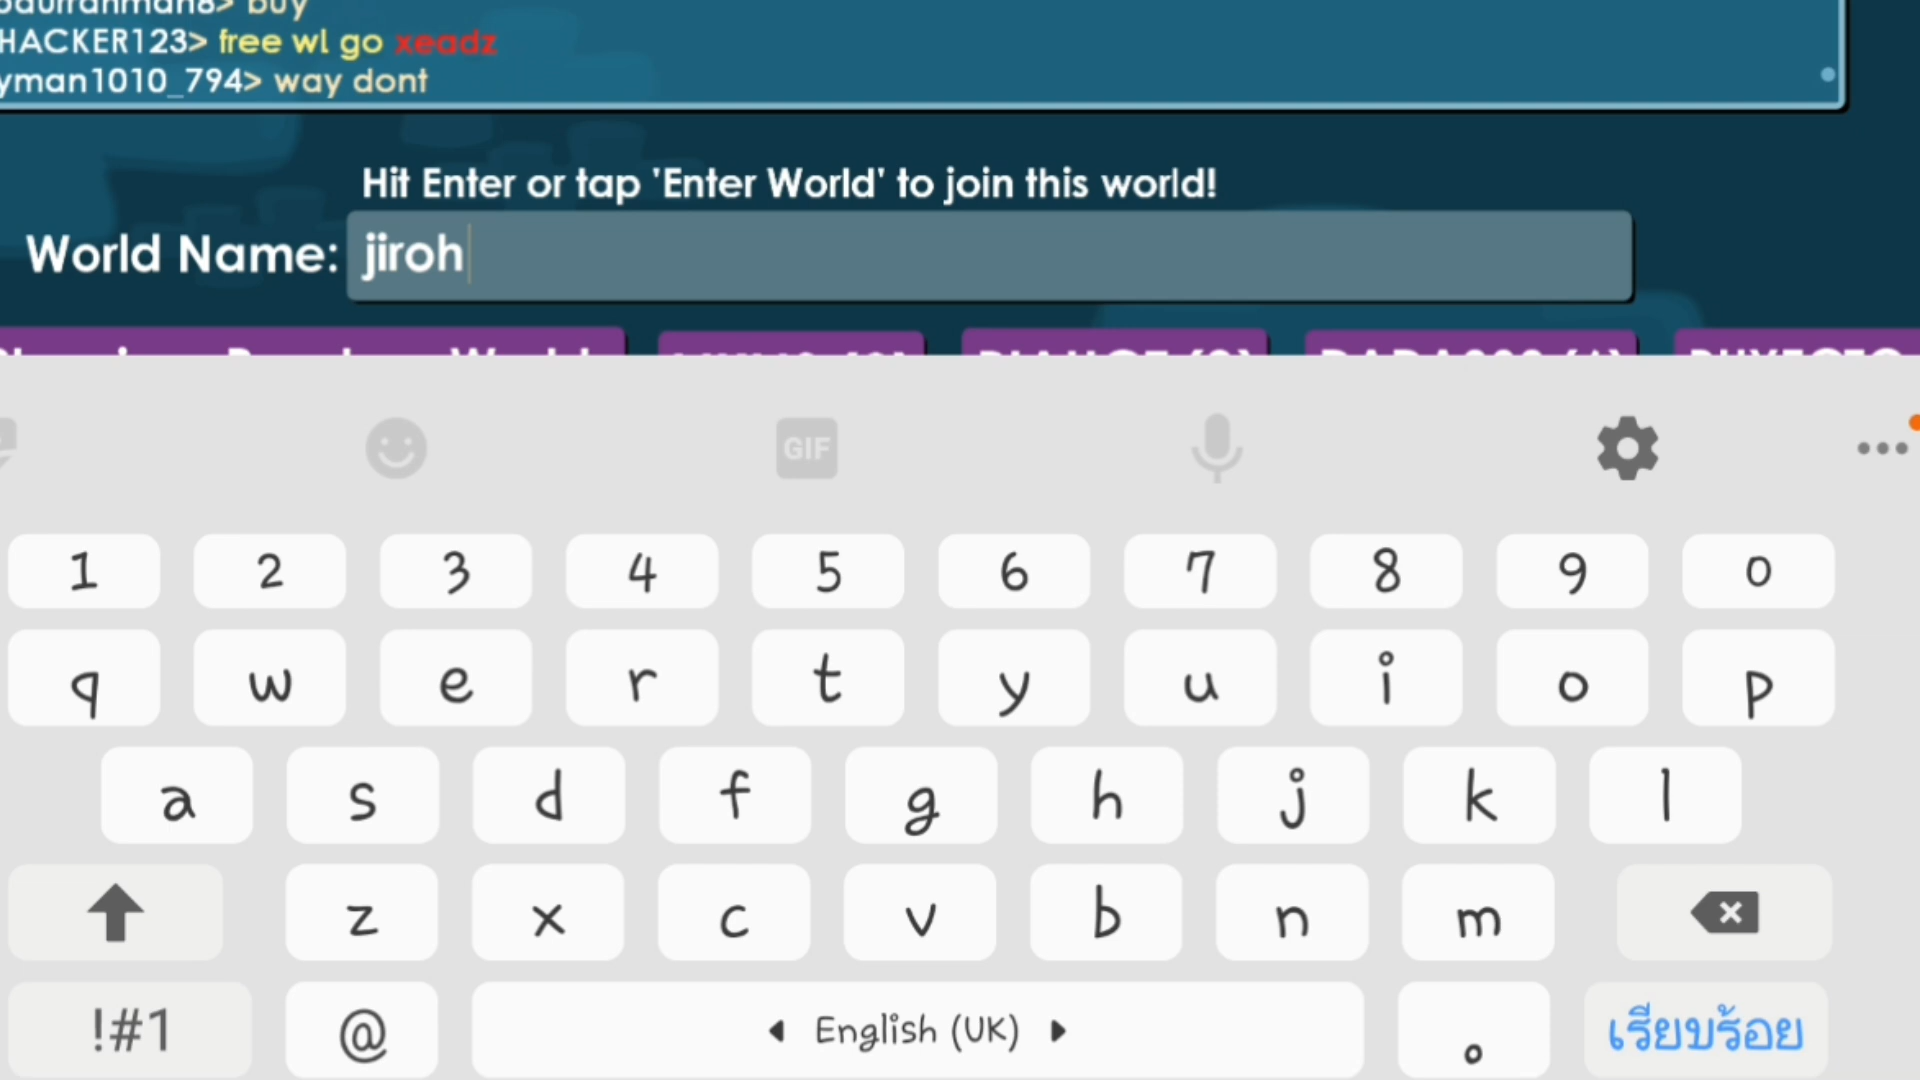 HACKER123> free wl go xeadz
yman1010_794> way dont
Hit Enter or tap 'Enter World' to join this world!
World Name: jiroh
GIF
1 2 3 4 5 6 7 8 9 0
q w e r t y u i o p
a s d f g h j k l
z x c v b n m
!#1 @ English (UK) . เรียบร้อย